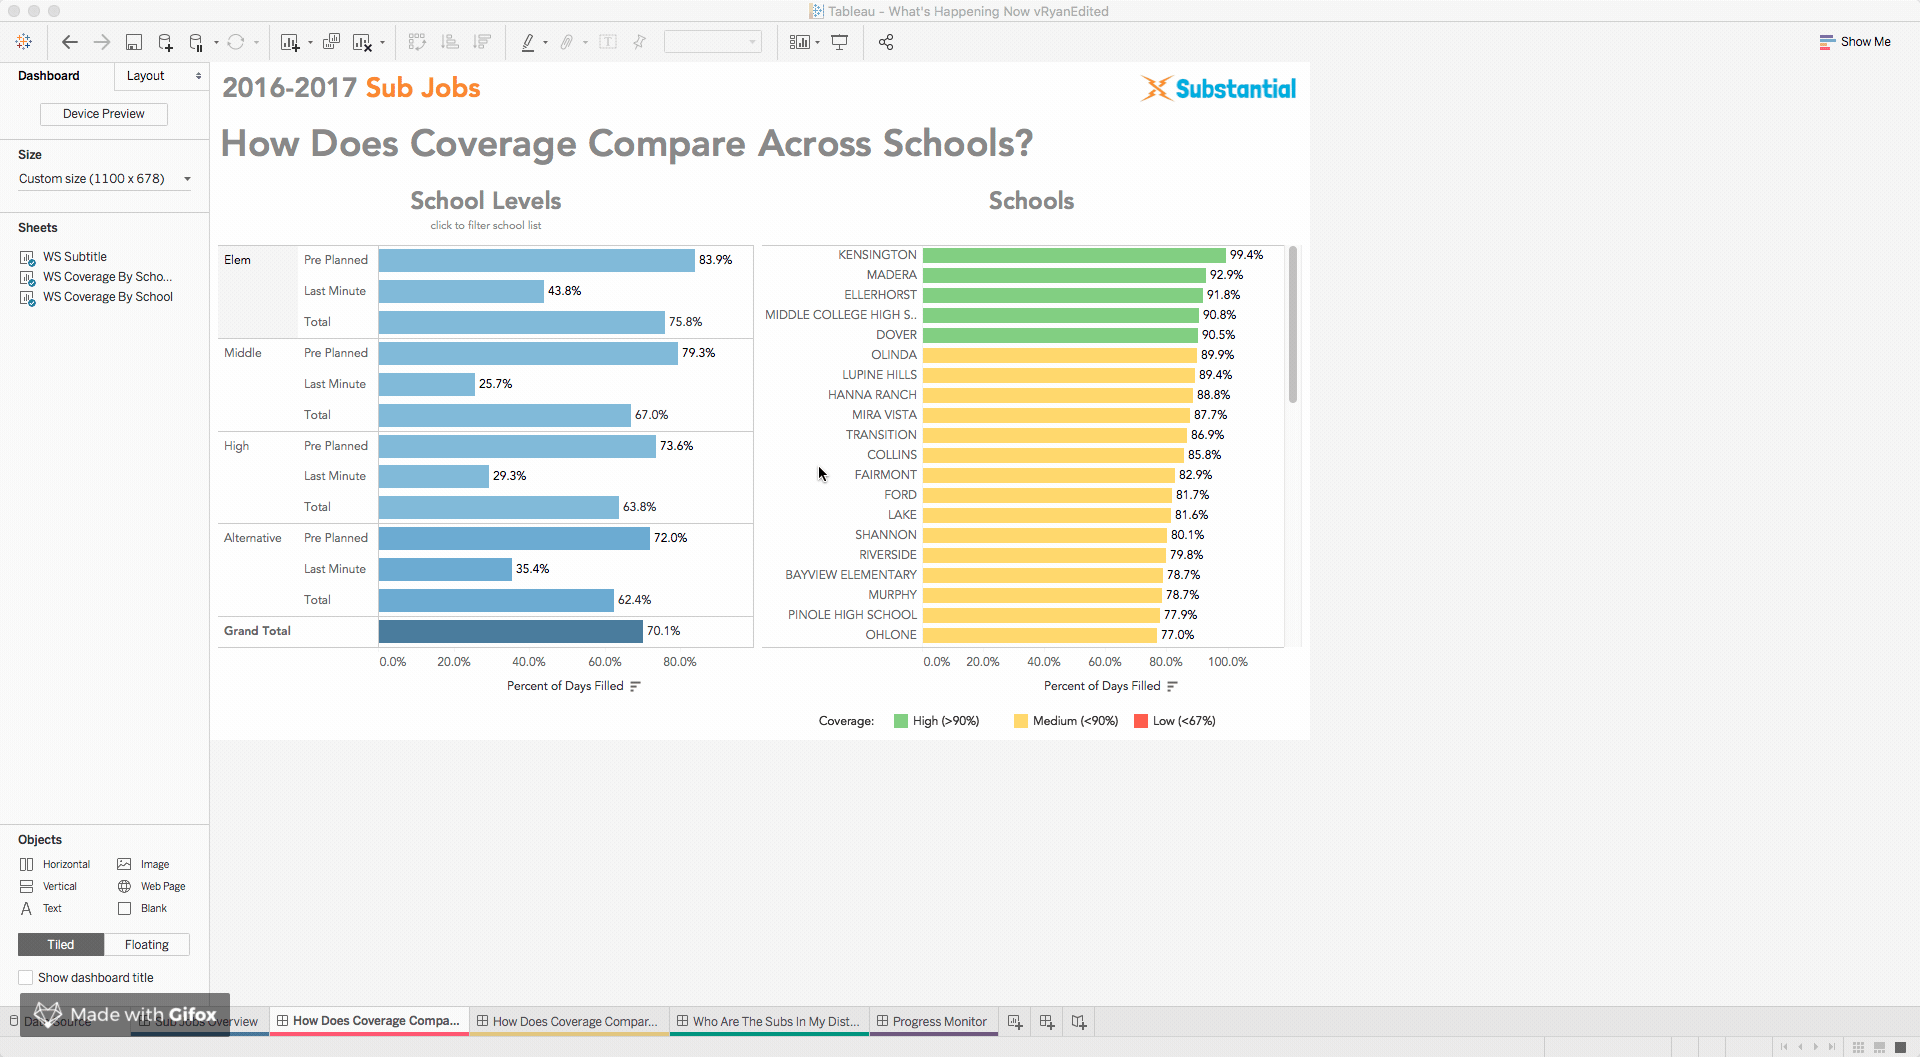 Tableau - What's Happening Now vRyanEdited
Show Me
Dashboard
Layout
Device Preview
Size
Custom size (1100 x 678)
Sheets
WS Subtitle
WS Coverage By Scho...
WS Coverage By School
2016-2017 Sub Jobs
Substantial
How Does Coverage Compare Across Schools?
School Levels
click to filter school list
Elem Pre Planned 83.9%
Last Minute 43.8%
Total 75.8%
Middle Pre Planned 79.3%
Last Minute 25.7%
Total 67.0%
High Pre Planned 73.6%
Last Minute 29.3%
Total 63.8%
Alternative Pre Planned 72.0%
Last Minute 35.4%
Total 62.4%
Grand Total 70.1%
0.0% 20.0% 40.0% 60.0% 80.0%
Percent of Days Filled
Schools
KENSINGTON 99.4%
MADERA 92.9%
ELLERHORST 91.8%
MIDDLE COLLEGE HIGH S.. 90.8%
DOVER 90.5%
OLINDA 89.9%
LUPINE HILLS 89.4%
HANNA RANCH 88.8%
MIRA VISTA 87.7%
TRANSITION 86.9%
COLLINS 85.8%
FAIRMONT 82.9%
FORD 81.7%
LAKE 81.6%
SHANNON 80.1%
RIVERSIDE 79.8%
BAYVIEW ELEMENTARY 78.7%
MURPHY 78.7%
PINOLE HIGH SCHOOL 77.9%
OHLONE 77.0%
0.0% 20.0% 40.0% 60.0% 80.0% 100.0%
Percent of Days Filled
Coverage: High (>90%) Medium (<90%) Low (<67%)
Objects
Horizontal Image
Vertical Web Page
Text Blank
Tiled Floating
Show dashboard title
Made with Gifox
Data Source
Sub Jobs Overview
How Does Coverage Compa...
How Does Coverage Compar...
Who Are The Subs In My Dist...
Progress Monitor